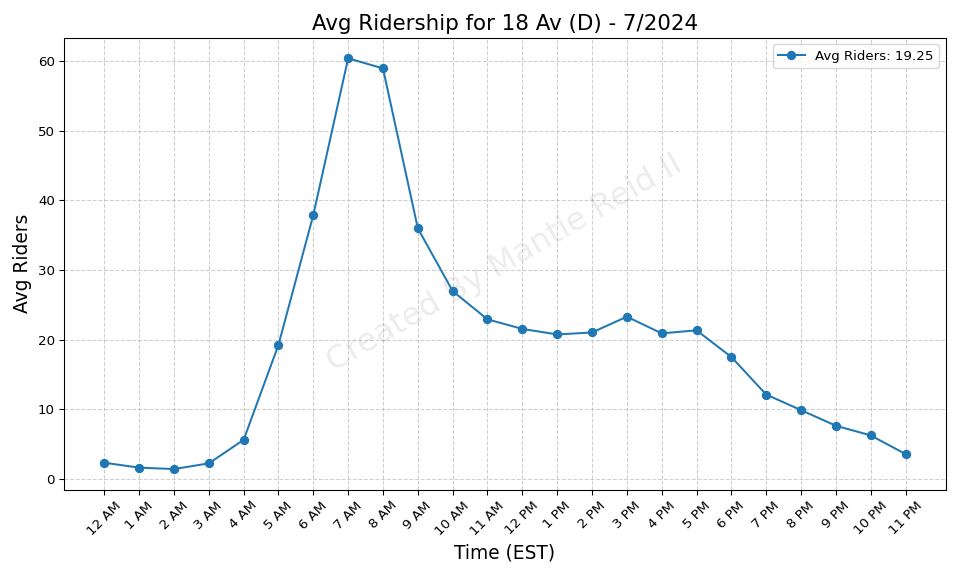 Avg Ridership for 18 Av (D) - 7/2024
Avg Riders: 19.25
Avg Riders
60
50
40
30
20
10
0
Created By Mantie Reid II
12 AM
1 AM
2 AM
3 AM
4 AM
5 AM
6 AM
7 AM
8 AM
9 AM
10 AM
11 AM
12 PM
1 PM
2 PM
3 PM
4 PM
5 PM
6 PM
7 PM
8 PM
9 PM
10 PM
11 PM
Time (EST)